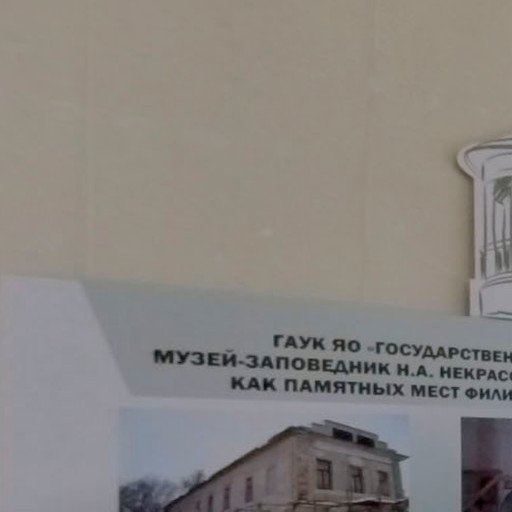 ГАУК ЯО «ГОСУДАРСТВЕН
МУЗЕЙ-ЗАПОВЕДНИК Н.А. НЕКРАСО
КАК ПАМЯТНЫХ МЕСТ ФИЛИ